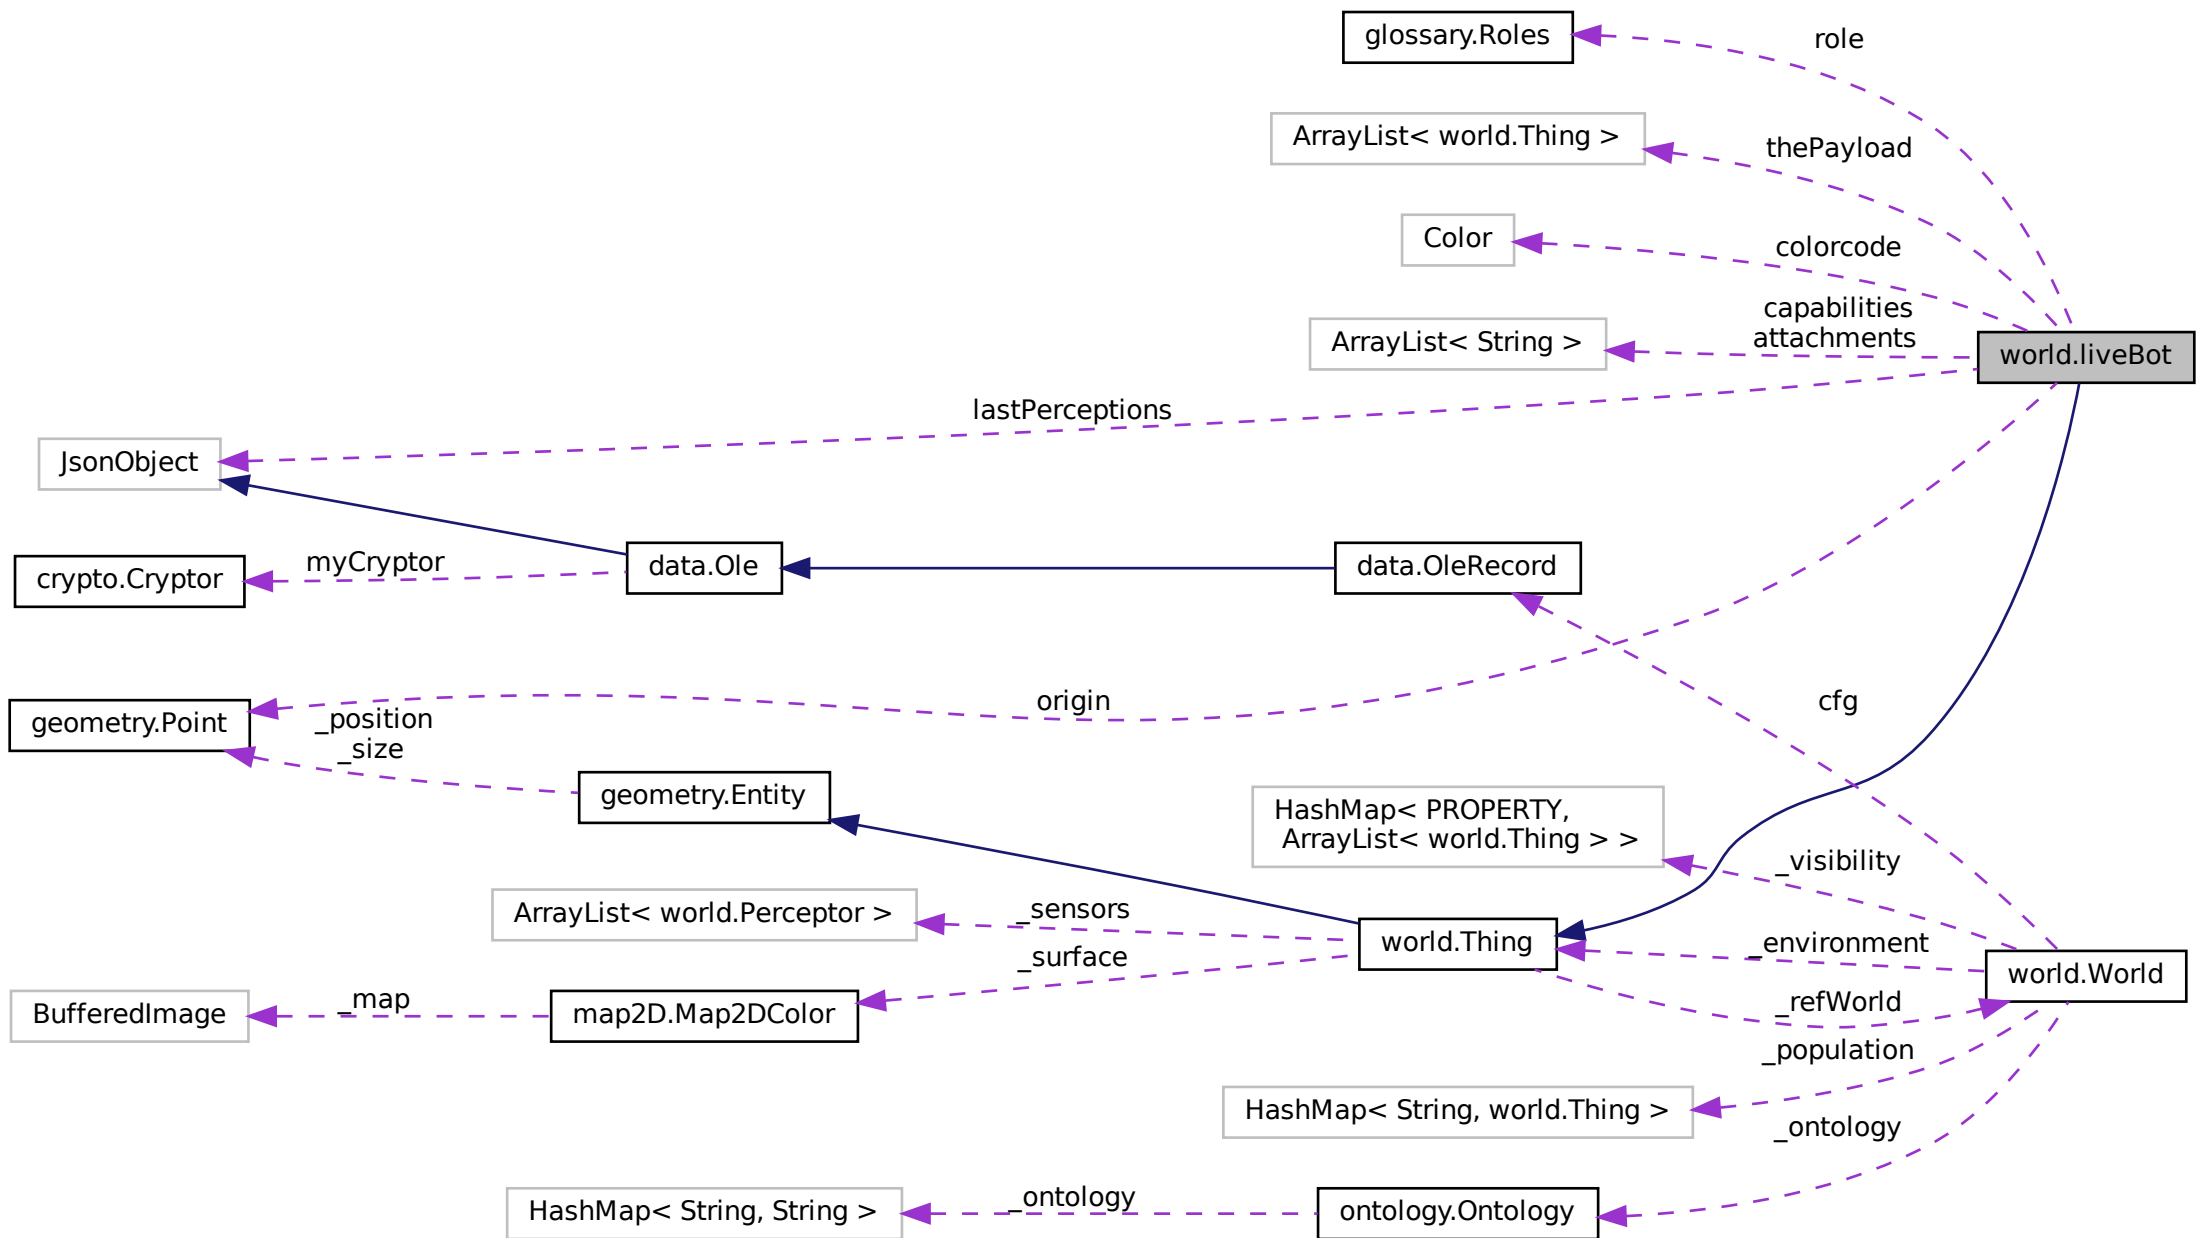 glossary.Roles
role
ArrayList< world.Thing >
thePayload
Color
colorcode
capabilities
attachments
ArrayList< String >
world.liveBot
lastPerceptions
JsonObject
myCryptor
crypto.Cryptor
data.Ole
data.OleRecord
origin
cfg
geometry.Point
_position
_size
geometry.Entity
HashMap< PROPERTY,
ArrayList< world.Thing > >
_visibility
ArrayList< world.Perceptor >
_sensors
_surface
world.Thing
_environment
world.World
_refWorld
BufferedImage
_map
map2D.Map2DColor
_population
HashMap< String, world.Thing >
_ontology
HashMap< String, String >
_ontology
ontology.Ontology